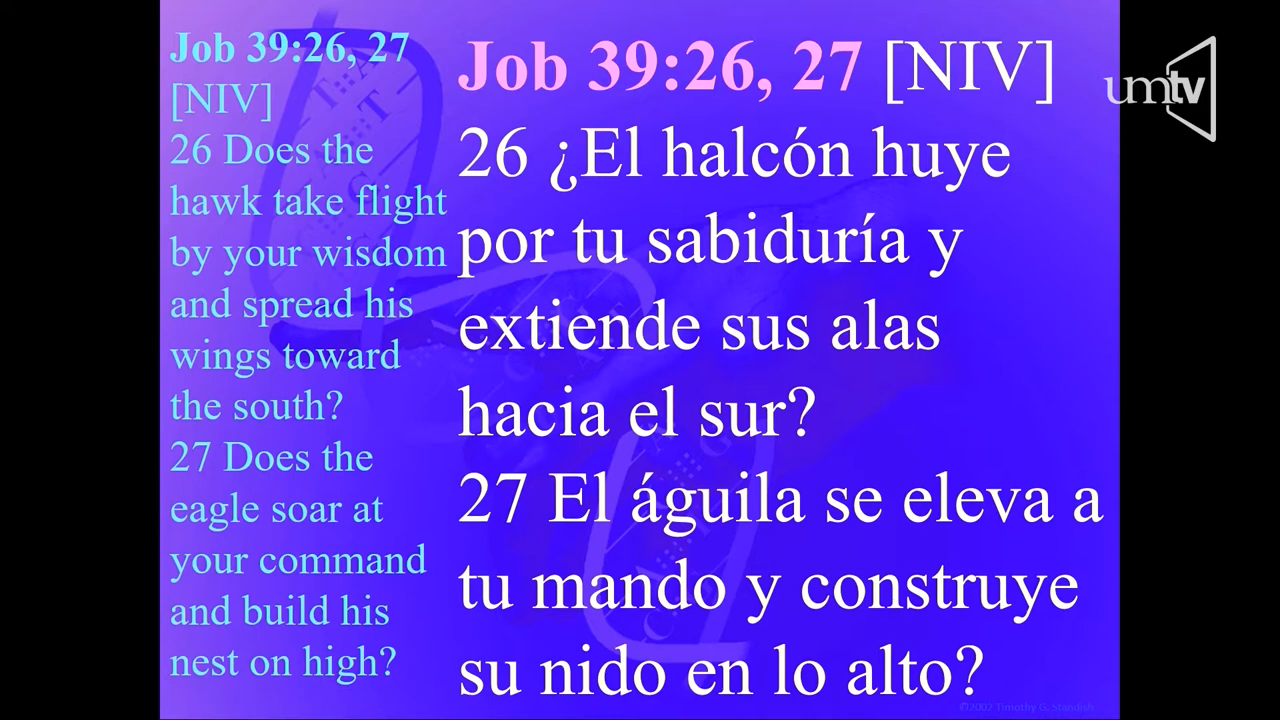 Job 39:26, 27
[NIV]
26 Does the
hawk take flight
by your wisdom
and spread his
wings toward
the south?
27 Does the
eagle soar at
your command
and build his
nest on high?
Job 39:26, 27 [NIV]
26 ¿El halcón huye
por tu sabiduría y
extiende sus alas
hacia el sur?
27 El águila se eleva a
tu mando y construye
su nido en lo alto?
umtv
©2007 Timothy G. Standish